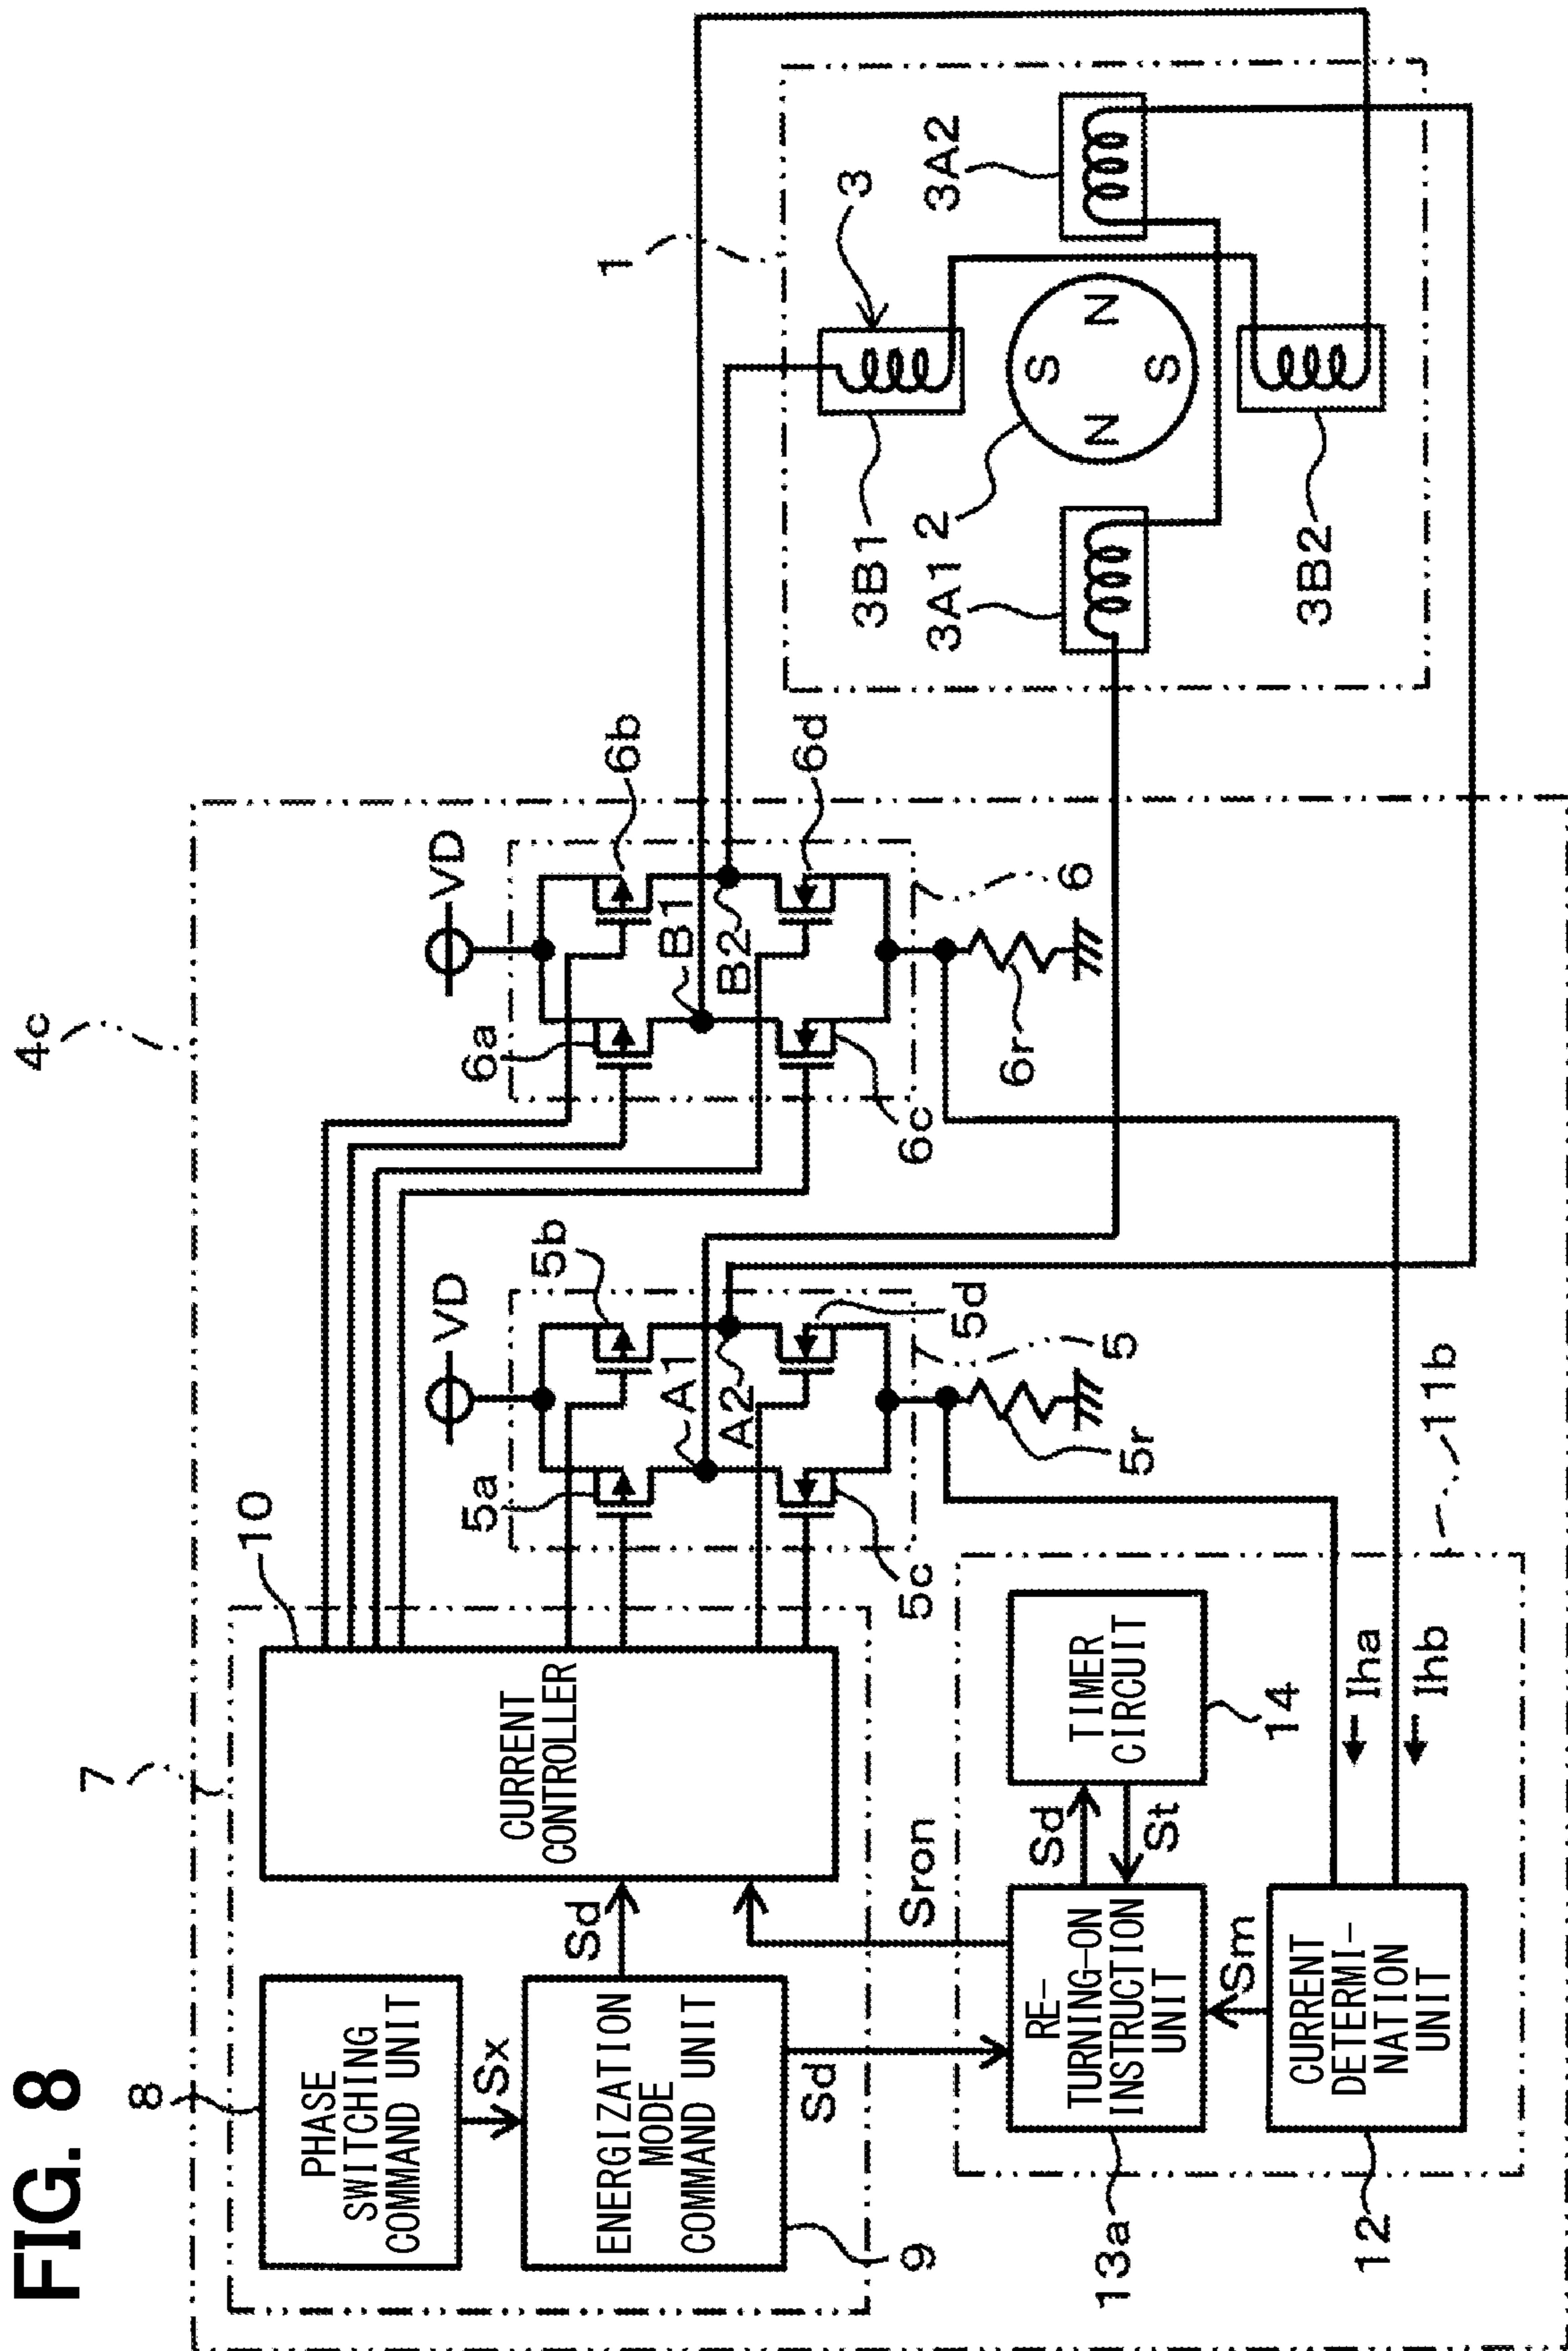 FIG. 8
4c
7
8
PHASE
SWITCHING
COMMAND UNIT
Sx
ENERGIZATION
MODE
COMMAND UNIT
9
Sd
Sd
10
CURRENT
CONTROLLER
Sron
13a
RE-
TURNING-ON
INSTRUCTION
UNIT
Sd
St
TIMER
CIRCUIT
14
Sm
12
CURRENT
DETERMI-
NATION
UNIT
Iha
Ihb
11b
VD
5a
5b
A1
A2
5c
5d
5
5r
VD
6a
6b
B1
B2
6c
6d
6
6r
1
3
3B1
3A2
2
S
N
N
S
3A1
3B2